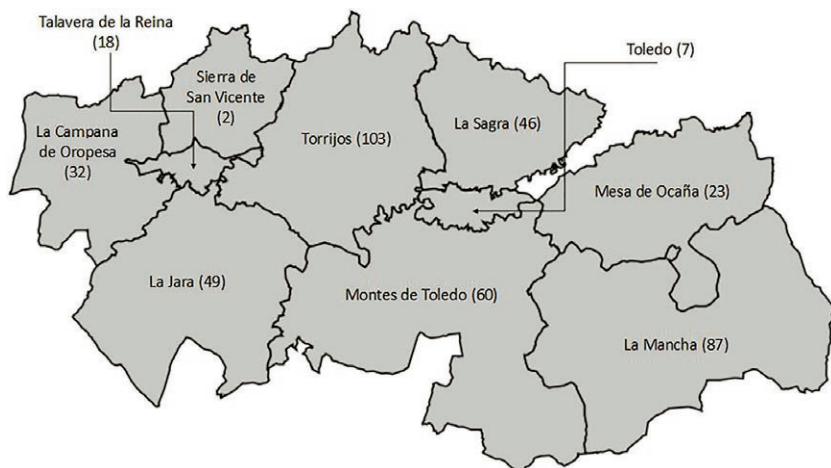 Talavera de la Reina
(18)
Toledo (7)
Sierra de
San Vicente
(2)
La Campana
de Oropesa
(32)
Torrijos (103)
La Sagra (46)
Mesa de Ocaña (23)
La Jara (49)
Montes de Toledo (60)
La Mancha (87)